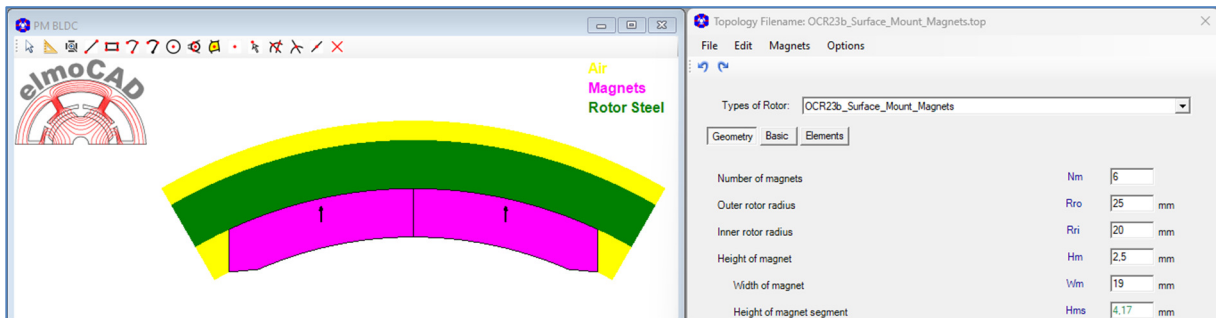 PM BLDC
elmoCAD
Air
Magnets
Rotor Steel
Topology Filename: OCR23b_Surface_Mount_Magnets.top
File Edit Magnets Options
Types of Rotor: OCR23b_Surface_Mount_Magnets
Geometry Basic Elements
Number of magnets Nm 6
Outer rotor radius Rro 25 mm
Inner rotor radius Rri 20 mm
Height of magnet Hm 2,5 mm
Width of magnet Wm 19 mm
Height of magnet segment Hms 4,17 mm